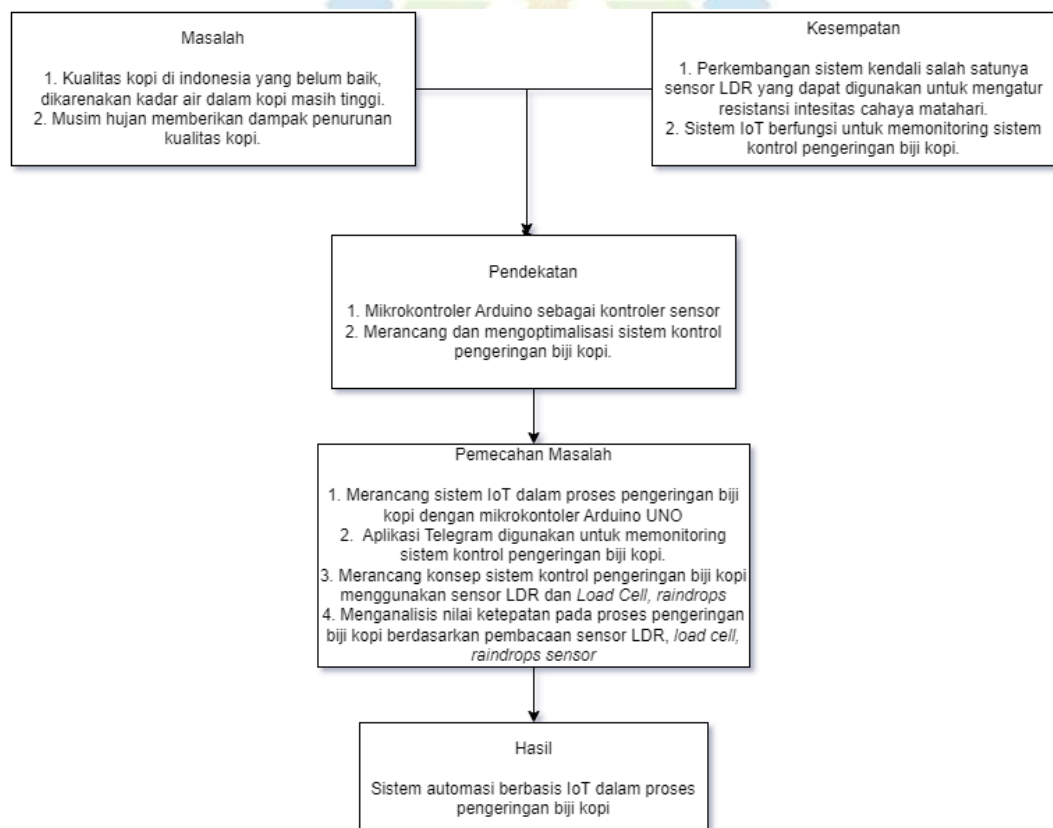 Masalah
1. Kualitas kopi di indonesia yang belum baik,
dikarenakan kadar air dalam kopi masih tinggi.
2. Musim hujan memberikan dampak penurunan
kualitas kopi.
Kesempatan
1. Perkembangan sistem kendali salah satunya
sensor LDR yang dapat digunakan untuk mengatur
resistansi intesitas cahaya matahari.
2. Sistem IoT berfungsi untuk memonitoring sistem
kontrol pengeringan biji kopi.
Pendekatan
1. Mikrokontroler Arduino sebagai kontroler sensor
2. Merancang dan mengoptimalisasi sistem kontrol
pengeringan biji kopi.
Pemecahan Masalah
1. Merancang sistem IoT dalam proses pengeringan biji
kopi dengan mikrokontoler Arduino UNO
2. Aplikasi Telegram digunakan untuk memonitoring
sistem kontrol pengeringan biji kopi.
3. Merancang konsep sistem kontrol pengeringan biji kopi
menggunakan sensor LDR dan Load Cell, raindrops
4. Menganalisis nilai ketepatan pada proses pengeringan
biji kopi berdasarkan pembacaan sensor LDR, load cell,
raindrops sensor
Hasil
Sistem automasi berbasis IoT dalam proses
pengeringan biji kopi